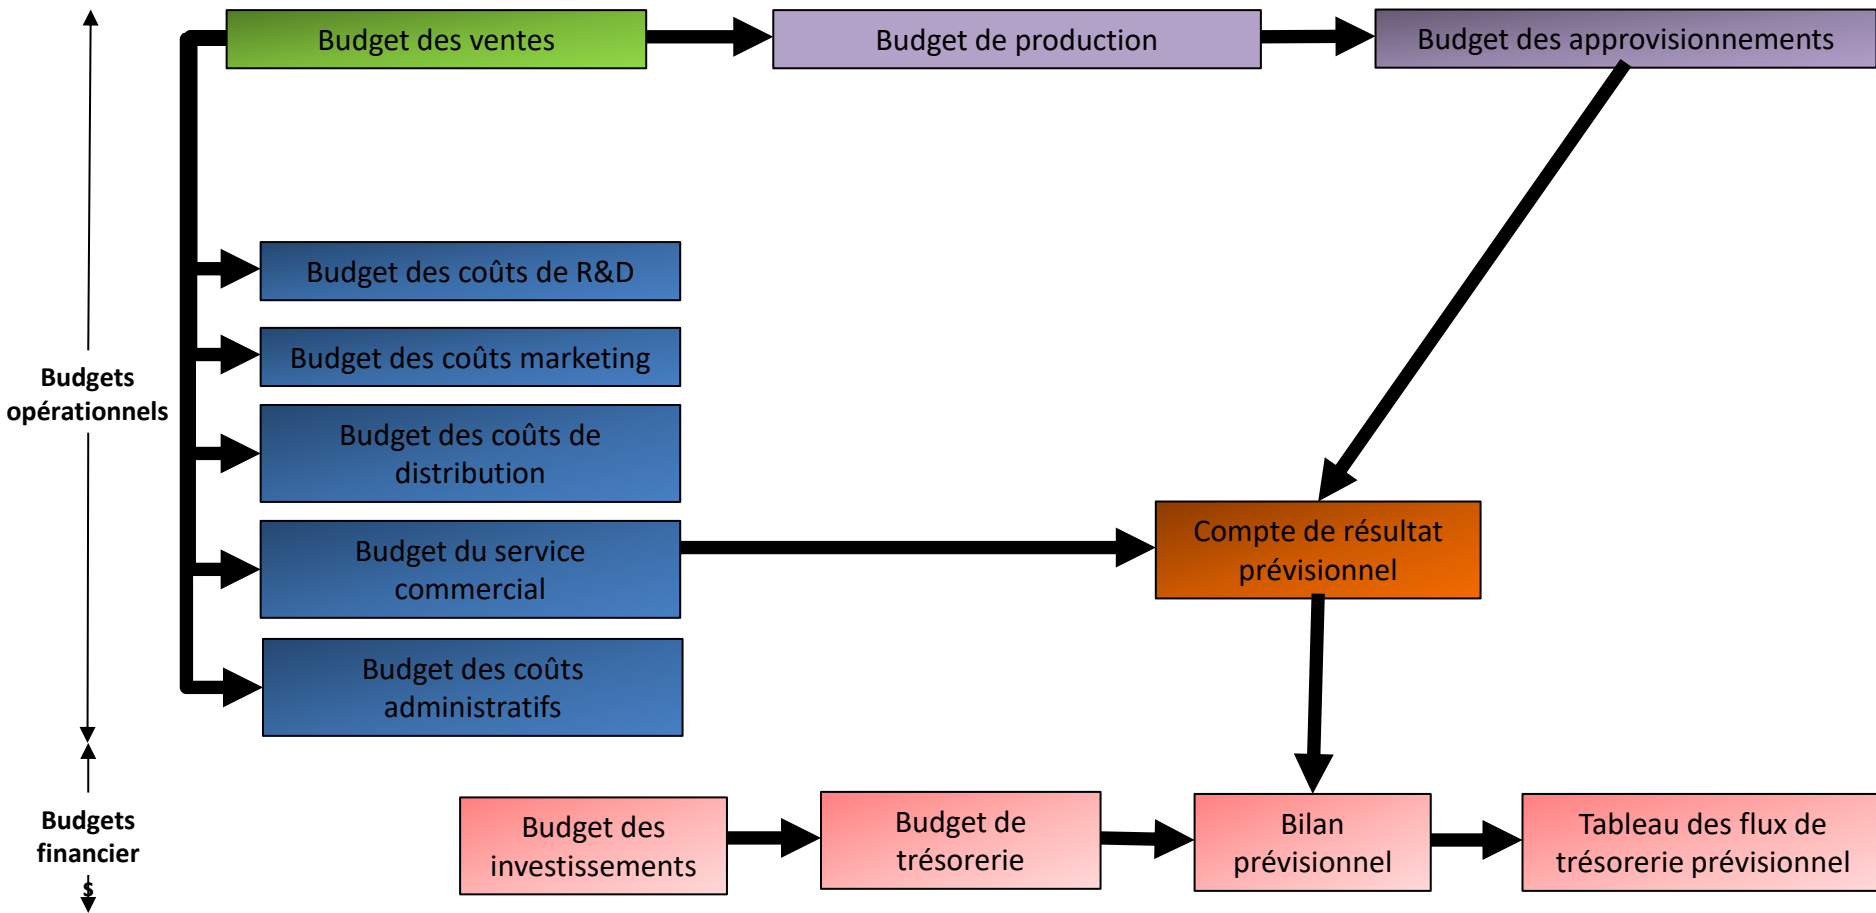 Budget des ventes
Budget de production
Budget des approvisionnements
Budget des coûts de R&D
Budget des coûts marketing
Budgets
opérationnels
Budget des coûts de
distribution
Budget du service
commercial
Compte de résultat
prévisionnel
Budget des coûts
administratifs
Budgets
financier
s
Budget des
investissements
Budget de
trésorerie
Bilan
prévisionnel
Tableau des flux de
trésorerie prévisionnel